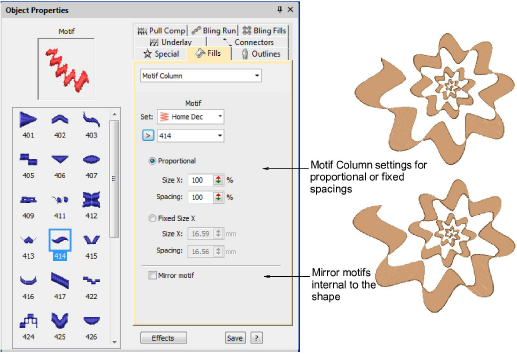 Object Properties
Motif
Pull Comp
Bling Run
Bling Fills
Underlay
Connectors
Special
Fills
Outlines
Motif Column
Motif
Set:
Home Dec
>
414
Proportional
Size X:
100
%
Spacing:
100
%
Fixed Size X
Size X:
16.59
mm
Spacing:
16.56
mm
Mirror motif
401
402
403
405
406
407
409
411
412
413
414
415
416
417
422
424
425
426
Effects
Save
?
Motif Column settings for
proportional or fixed
spacings
Mirror motifs
internal to the
shape